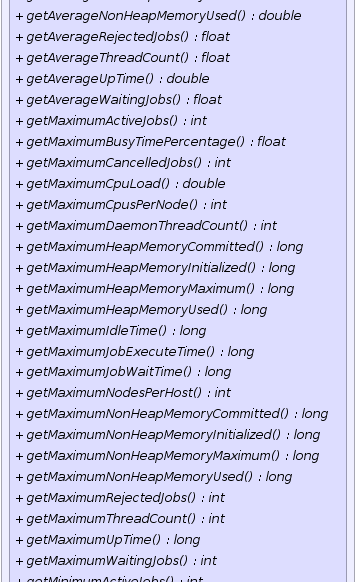 + getAverageNonHeapMemoryUsed() : double
+ getAverageRejectedJobs() : float
+ getAverageThreadCount() : float
+ getAverageUpTime() : double
+ getAverageWaitingJobs() : float
+ getMaximumActiveJobs() : int
+ getMaximumBusyTimePercentage() : float
+ getMaximumCancelledJobs() : int
+ getMaximumCpuLoad() : double
+ getMaximumCpusPerNode() : int
+ getMaximumDaemonThreadCount() : int
+ getMaximumHeapMemoryCommitted() : long
+ getMaximumHeapMemoryInitialized() : long
+ getMaximumHeapMemoryMaximum() : long
+ getMaximumHeapMemoryUsed() : long
+ getMaximumIdleTime() : long
+ getMaximumJobExecuteTime() : long
+ getMaximumJobWaitTime() : long
+ getMaximumNodesPerHost() : int
+ getMaximumNonHeapMemoryCommitted() : long
+ getMaximumNonHeapMemoryInitialized() : long
+ getMaximumNonHeapMemoryMaximum() : long
+ getMaximumNonHeapMemoryUsed() : long
+ getMaximumRejectedJobs() : int
+ getMaximumThreadCount() : int
+ getMaximumUpTime() : long
+ getMaximumWaitingJobs() : int
+ getMinimumActiveJobs() : int